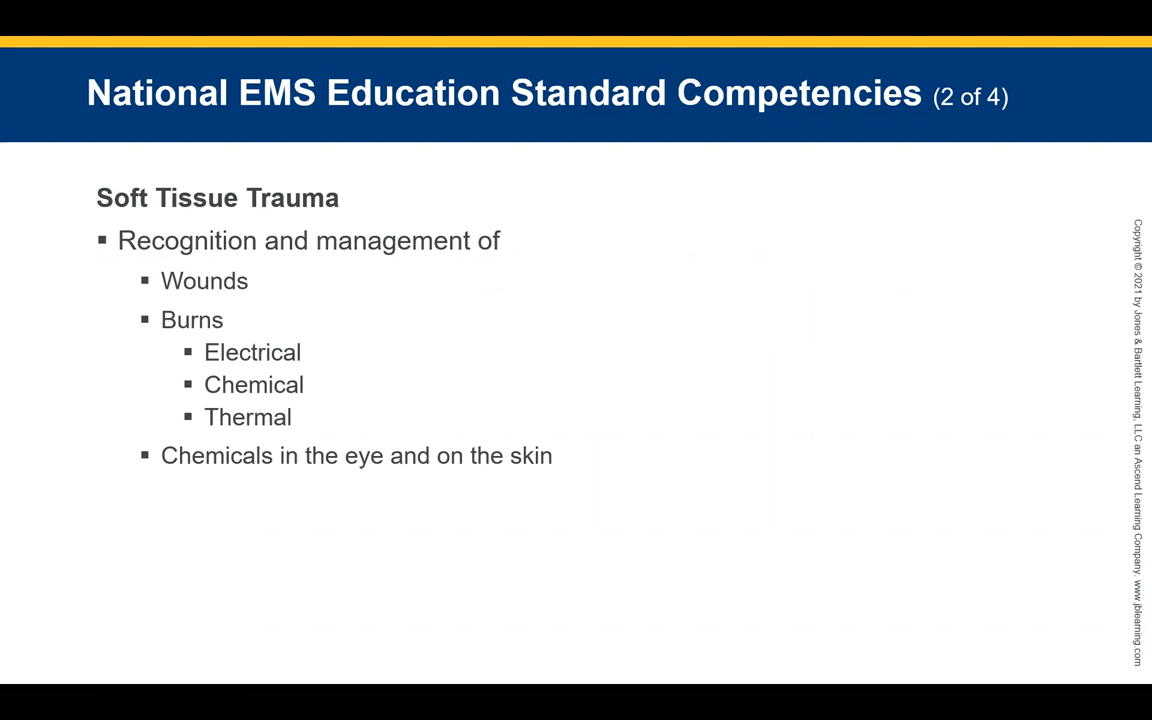 National EMS Education Standard Competencies (2 of 4)
Soft Tissue Trauma
▪ Recognition and management of
▪ Wounds
▪ Burns
▪ Electrical
▪ Chemical
▪ Thermal
▪ Chemicals in the eye and on the skin
Copyright © 2021 by Jones & Bartlett Learning, LLC an Ascend Learning Company. www.jblearning.com